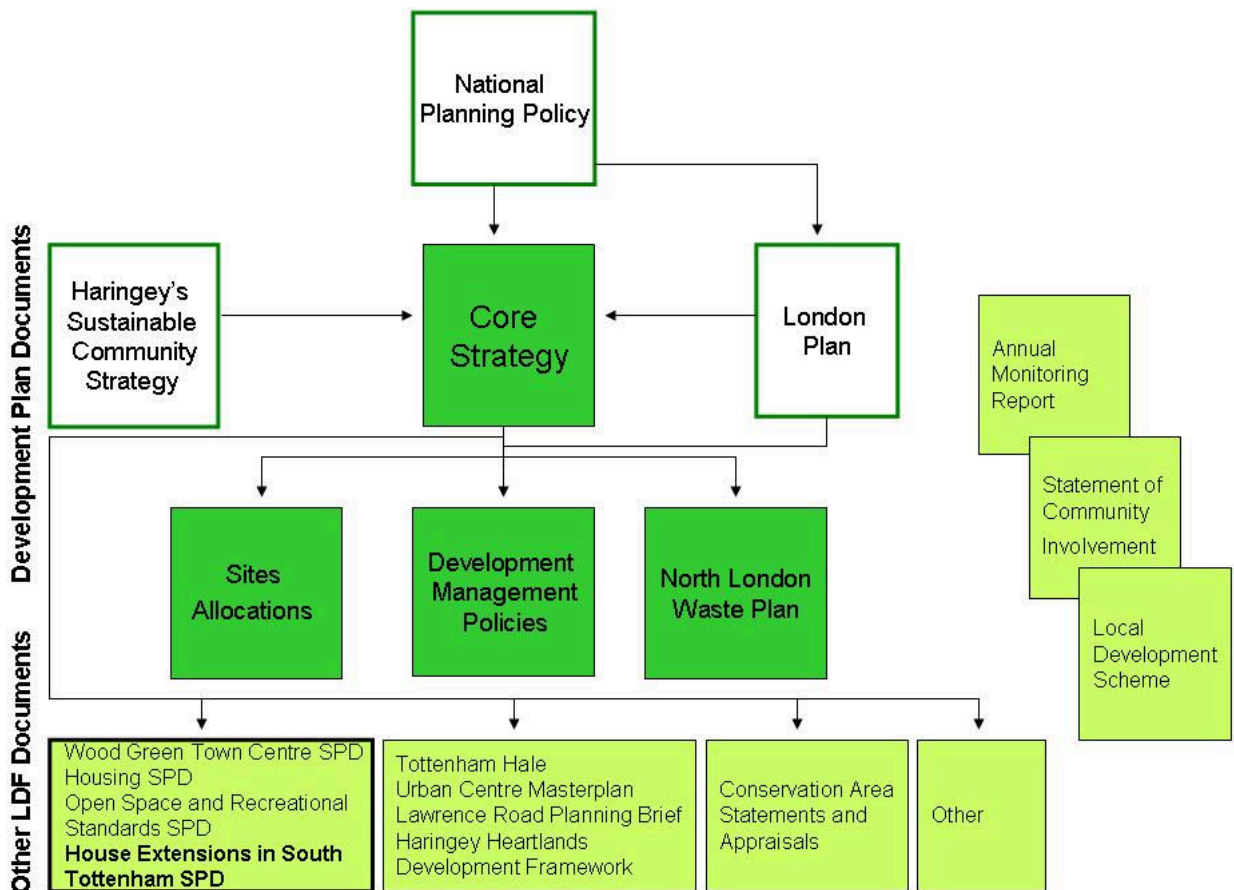 National
Planning Policy
Development Plan Documents
Haringey's
Sustainable
Community
Strategy
Core
Strategy
London
Plan
Annual
Monitoring
Report
Statement of
Community
Involvement
Local
Development
Scheme
Sites
Allocations
Development
Management
Policies
North London
Waste Plan
Other LDF Documents
Wood Green Town Centre SPD
Housing SPD
Open Space and Recreational
Standards SPD
House Extensions in South
Tottenham SPD
Tottenham Hale
Urban Centre Masterplan
Lawrence Road Planning Brief
Haringey Heartlands
Development Framework
Conservation Area
Statements and
Appraisals
Other